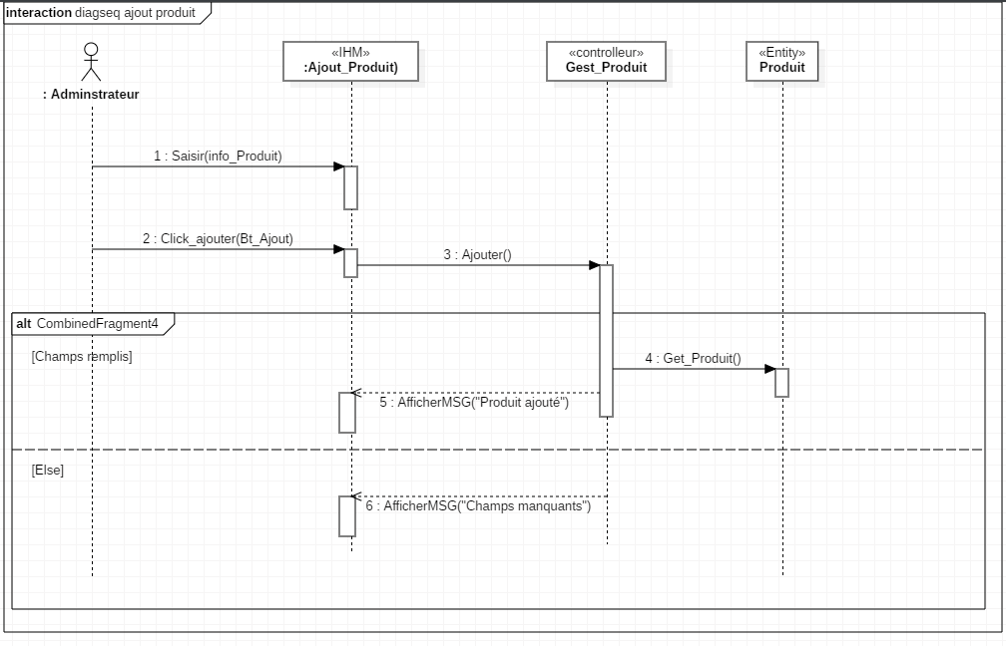 interaction diagseq ajout produit
: Adminstrateur
«IHM»
:Ajout_Produit)
«controlleur»
Gest_Produit
«Entity»
Produit
1 : Saisir(info_Produit)
2 : Click_ajouter(Bt_Ajout)
3 : Ajouter()
alt CombinedFragment4
[Champs remplis]
4 : Get_Produit()
5 : AfficherMSG("Produit ajouté")
[Else]
6 : AfficherMSG("Champs manquants")